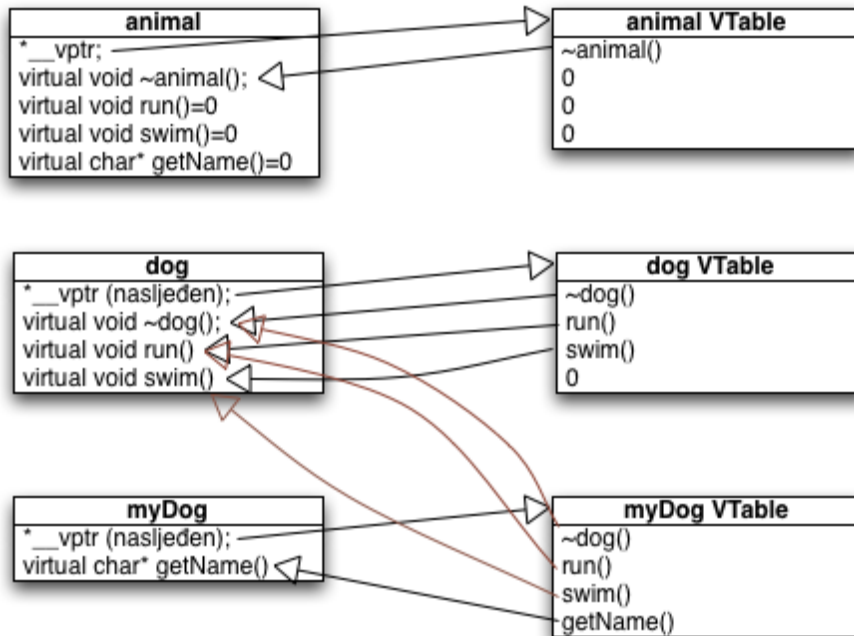 animal
*__vptr;
virtual void ~animal();
virtual void run()=0
virtual void swim()=0
virtual char* getName()=0
animal VTable
~animal()
0
0
0
dog
*__vptr (nasljeđen);
virtual void ~dog();
virtual void run()
virtual void swim()
dog VTable
~dog()
run()
swim()
0
myDog
*__vptr (nasljeđen);
virtual char* getName()
myDog VTable
~dog()
run()
swim()
getName()